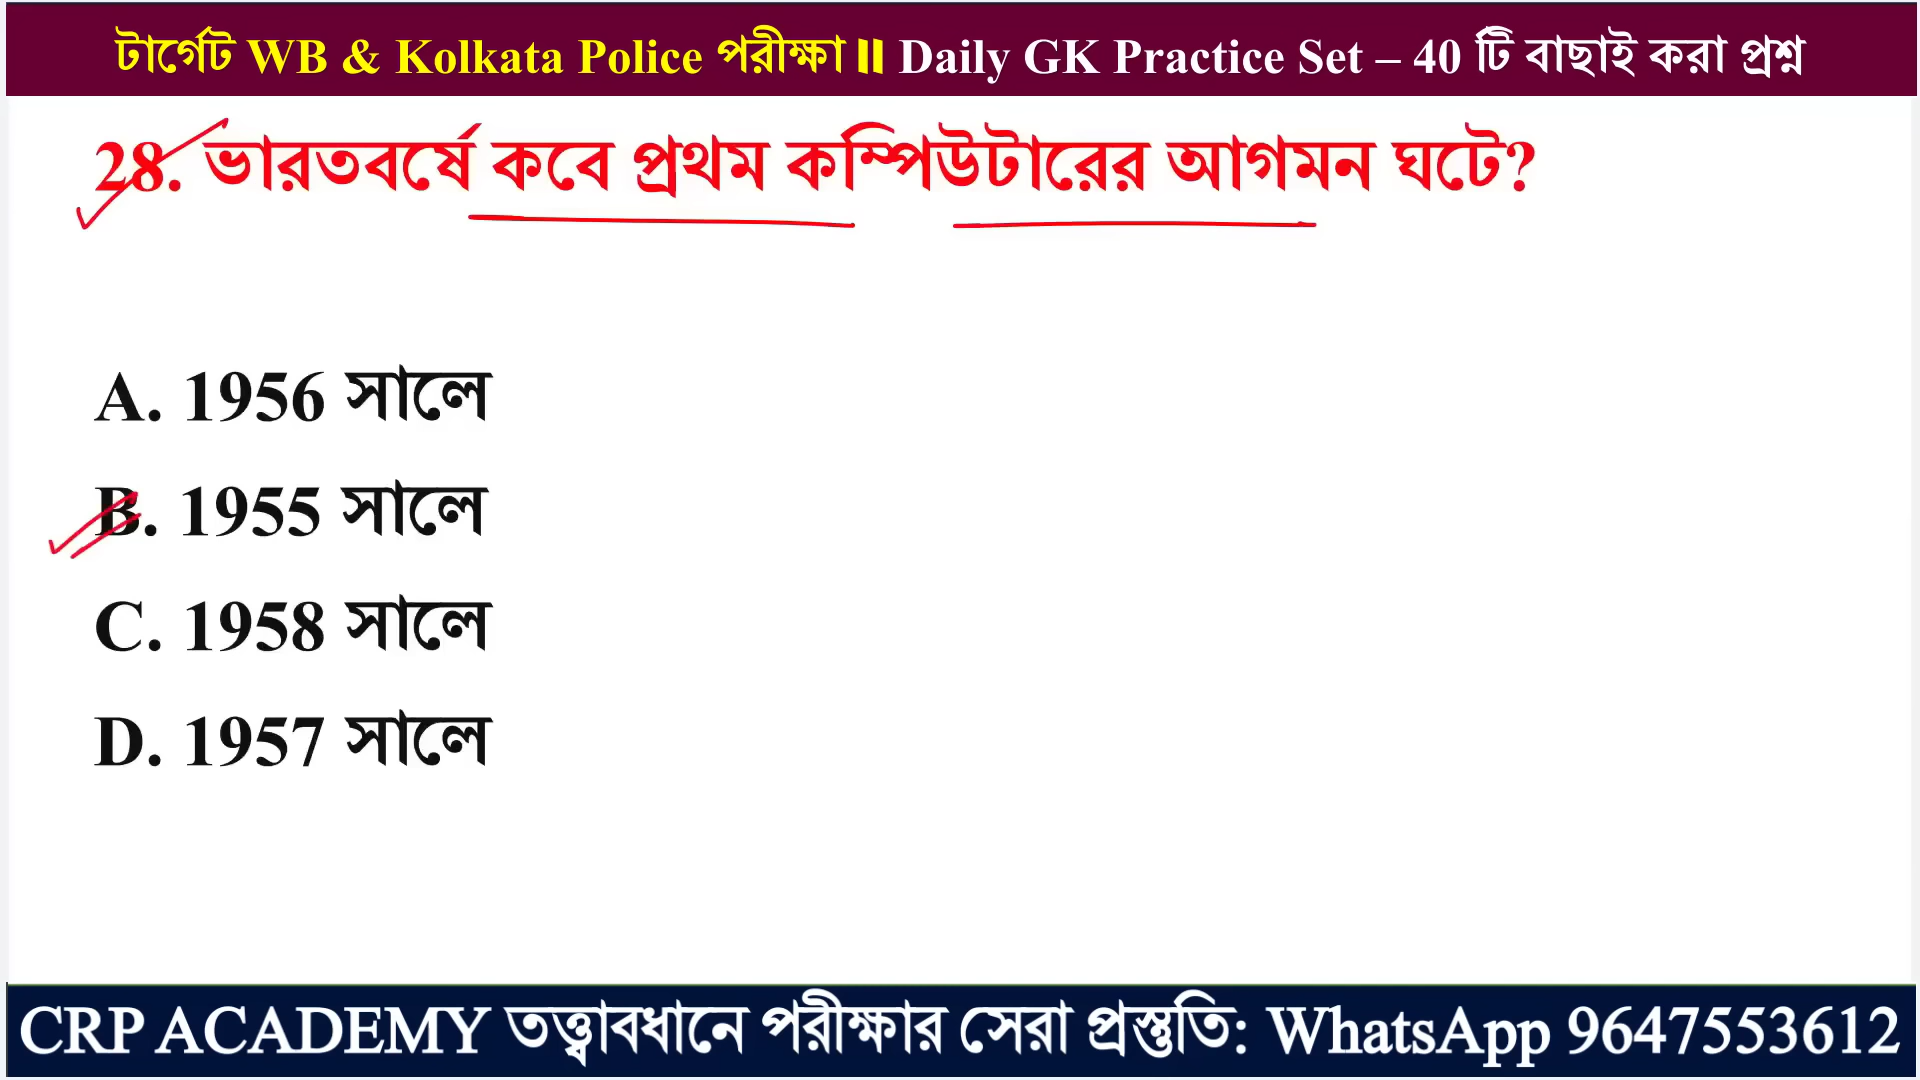 টার্গেট WB & Kolkata Police পরীক্ষা॥ Daily GK Practice Set – 40 টি বাছাই করা প্রশ্ন
28. ভারতবর্ষে কবে প্রথম কম্পিউটারের আগমন ঘটে?
A. 1956 সালে
B. 1955 সালে
C. 1958 সালে
D. 1957 সালে
CRP ACADEMY তত্ত্বাবধানে পরীক্ষার সেরা প্রস্তুতি: WhatsApp 9647553612